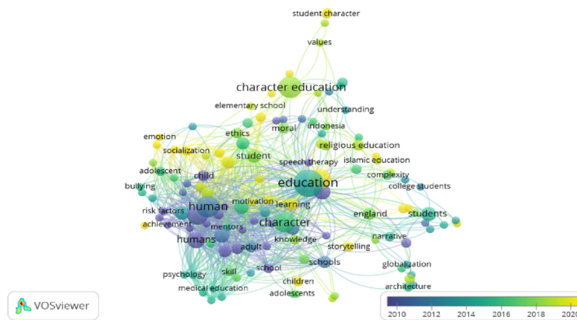 student character
values
character education
elementary school
understanding
indonesia
emotion
ethics
moral
religious education
socialization
student
islamic education
speech therapy
adolescent
child
complexity
bullying
education
college students
human
motivation
learning
risk factors
england
students
achievement
mentors
character
narrative
humans
adult
knowledge
storytelling
schools
globalization
psychology
skill
school
children
architecture
medical education
adolescents
VOSviewer
2010 2012 2014 2016 2018 2020